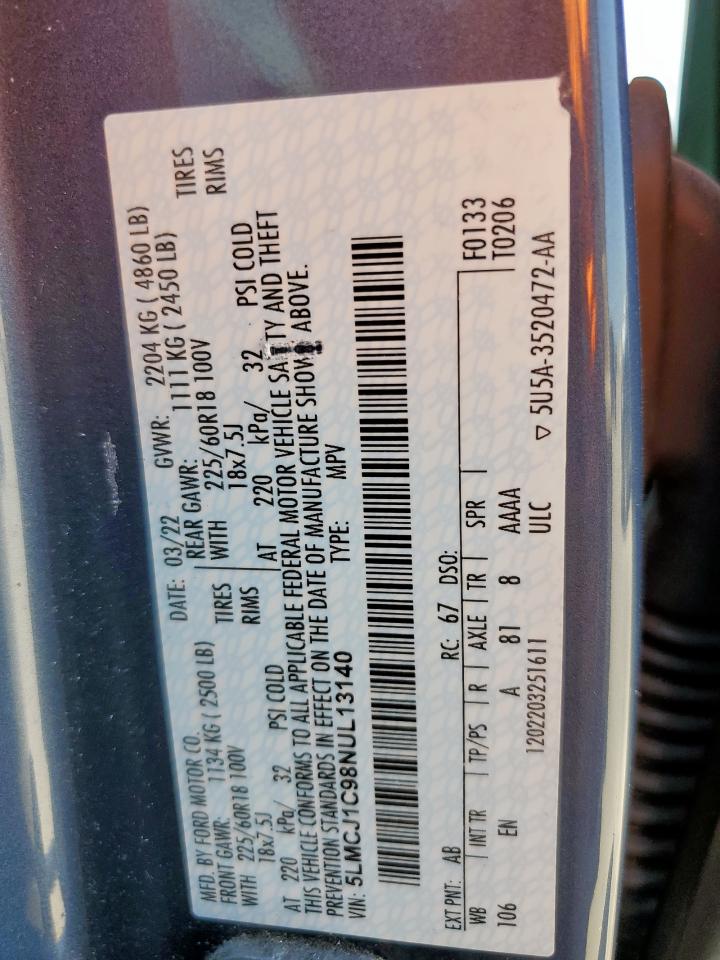 MFD. BY FORD MOTOR CO. DATE: 03/22 GVWR: 2204 KG ( 4860 LB)
FRONT GAWR: 1134 KG ( 2500 LB) REAR GAWR: 1111 KG ( 2450 LB)
WITH 225/60R18 100V TIRES WITH 225/60R18 100V TIRES
18x7.5J RIMS 18x7.5J RIMS
AT 220 kPa/ 32 PSI COLD AT 220 kPa/ 32 PSI COLD
THIS VEHICLE CONFORMS TO ALL APPLICABLE FEDERAL MOTOR VEHICLE SA TY AND THEFT
PREVENTION STANDARDS IN EFFECT ON THE DATE OF MANUFACTURE SHOW ABOVE.
VIN: 5LMCJ1C98NUL13140 TYPE: MPV
EXT PNT: AB RC: 67 DSO: F0133
WB INT TR TP/PS R AXLE TR SPR T0206
106 EN A 81 8 AAAA
ULC ▽ 5U5A-3520472-AA
1202203251611